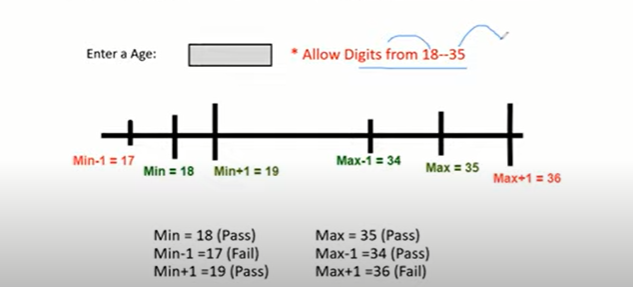 Enter a Age: * Allow Digits from 18--35
Min-1 = 17 Min = 18 Min+1 = 19 Max-1 = 34 Max = 35 Max+1 = 36
Min = 18 (Pass) Max = 35 (Pass)
Min-1 =17 (Fail) Max-1 =34 (Pass)
Min+1 =19 (Pass) Max+1 =36 (Fail)